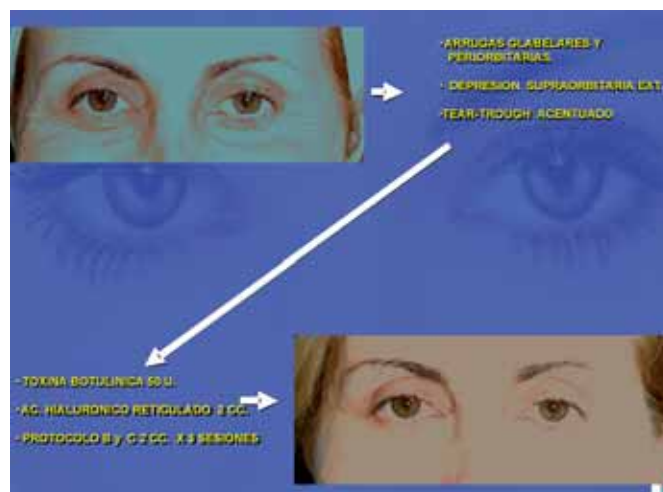 •ARRUGAS GLABELARES Y
PERIORBITARIAS.
• DEPRESION SUPRAORBITARIA EXT.
•TEAR-TROUGH ACENTUADO
• TOXINA BOTULINICA 50 U.
•AC. HIALURONICO RETICULADO 2 CC.
• PROTOCOLO B y C 2 CC. X SESIONES